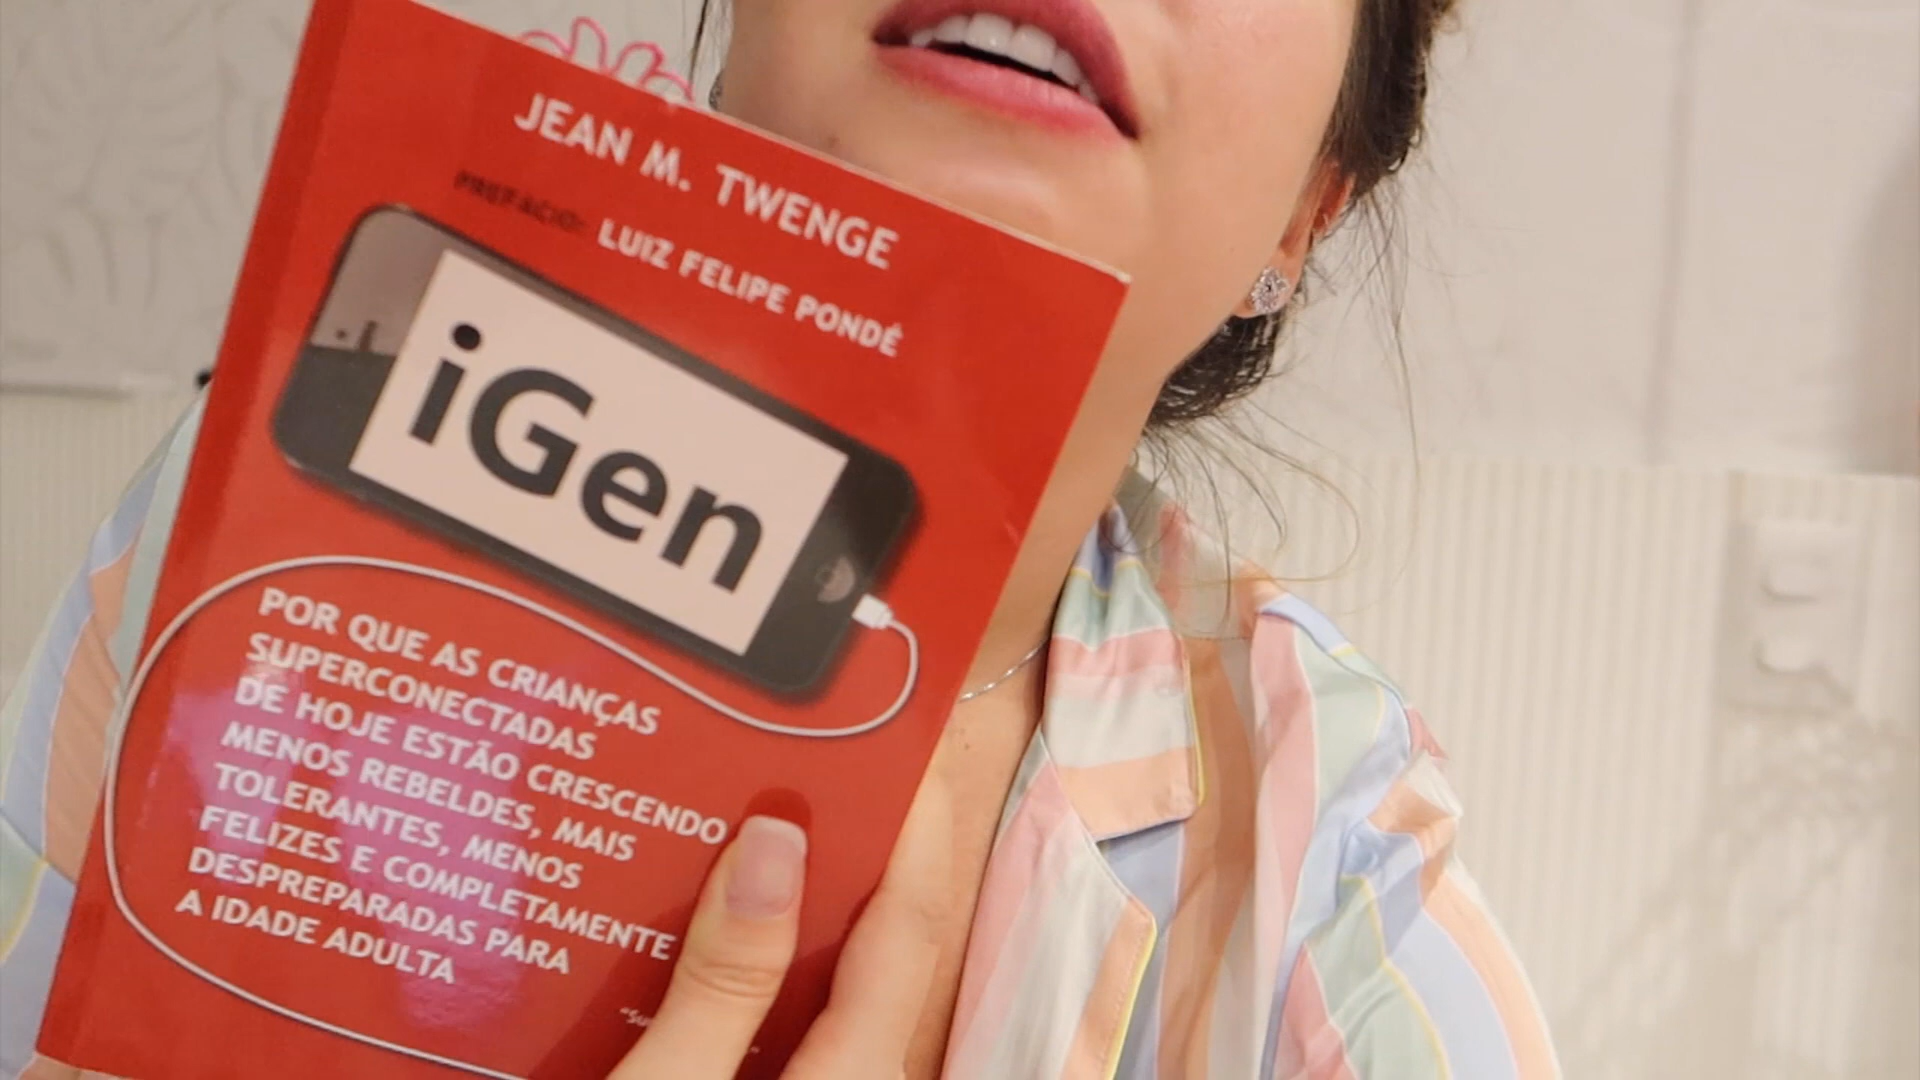 JEAN M. TWENGE
PREFÁCIO: LUIZ FELIPE PONDÉ
iGen
POR QUE AS CRIANÇAS
SUPERCONECTADAS
DE HOJE ESTÃO CRESCENDO
MENOS REBELDES, MAIS
TOLERANTES, MENOS
FELIZES E COMPLETAMENTE
DESPREPARADAS PARA
A IDADE ADULTA